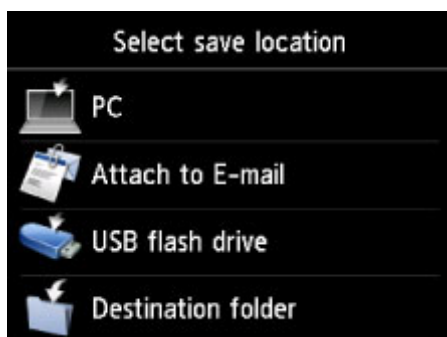 Select save location
PC
Attach to E-mail
USB flash drive
Destination folder